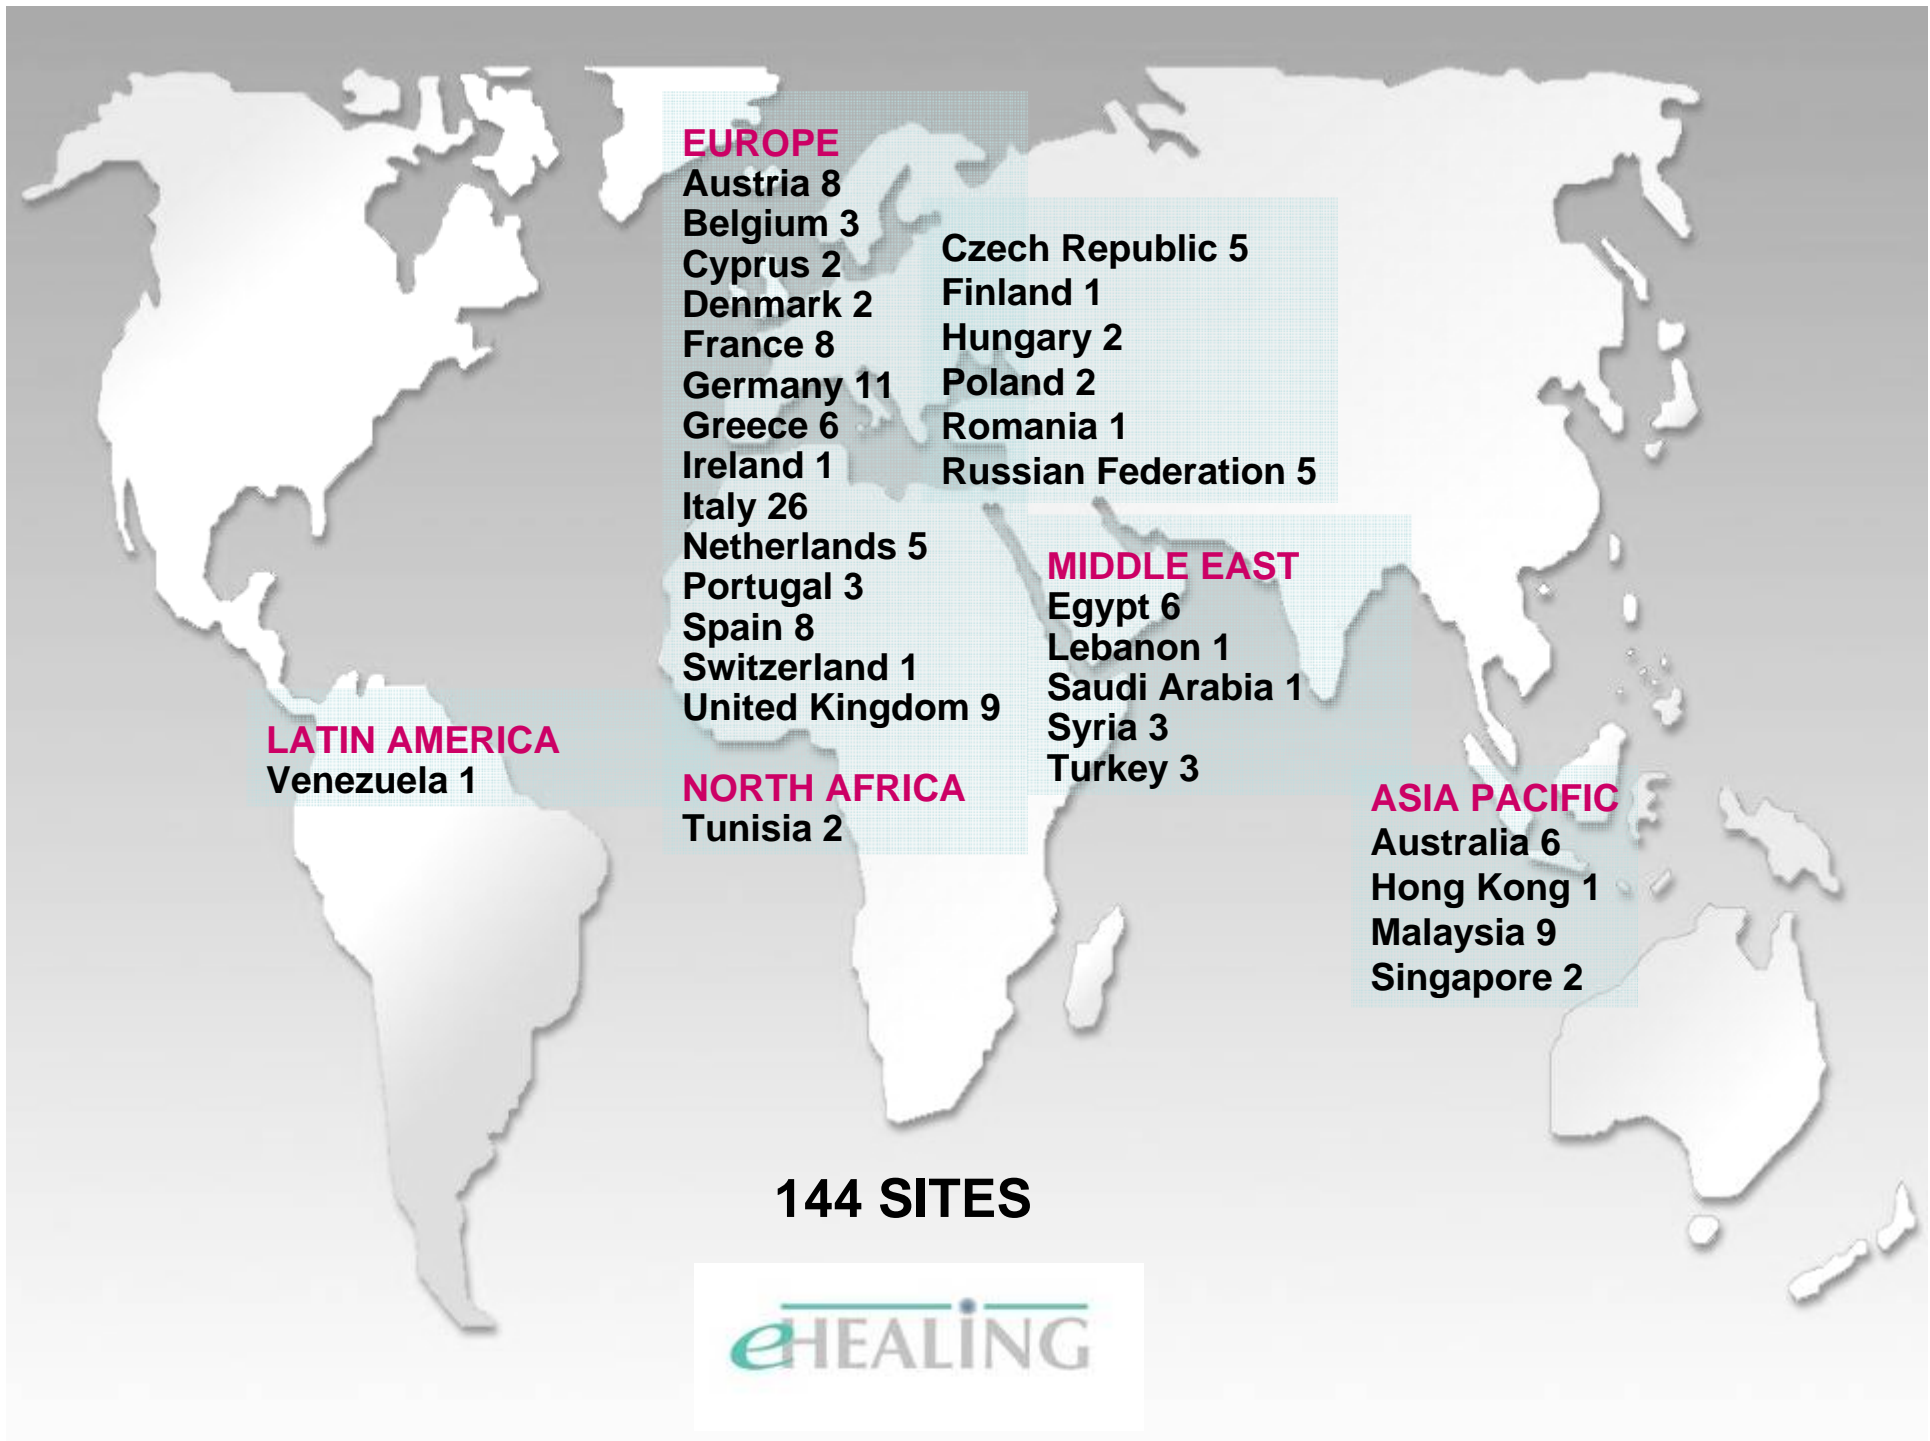 EUROPE
Austria 8
Belgium 3
Cyprus 2
Denmark 2
France 8
Germany 11
Greece 6
Ireland 1
Italy 26
Netherlands 5
Portugal 3
Spain 8
Switzerland 1
United Kingdom 9
Czech Republic 5
Finland 1
Hungary 2
Poland 2
Romania 1
Russian Federation 5
MIDDLE EAST
Egypt 6
Lebanon 1
Saudi Arabia 1
Syria 3
Turkey 3
LATIN AMERICA
Venezuela 1
NORTH AFRICA
Tunisia 2
ASIA PACIFIC
Australia 6
Hong Kong 1
Malaysia 9
Singapore 2
144 SITES
eHEALiNG